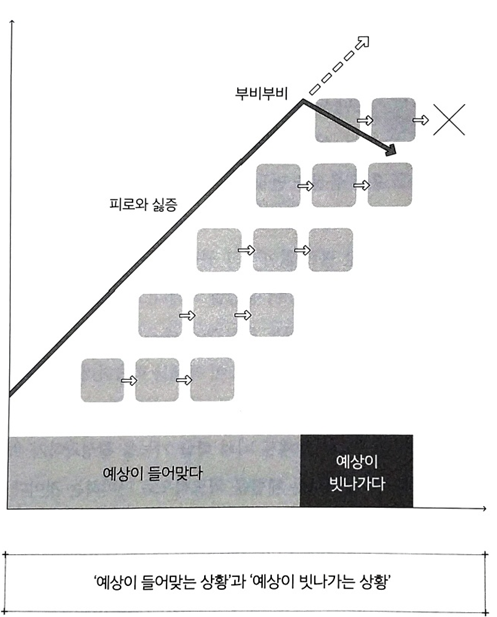 부비부비
피로와 싫증
예상이 들어맞다
예상이
빗나가다
‘예상이 들어맞는 상황’과 ‘예상이 빗나가는 상황’